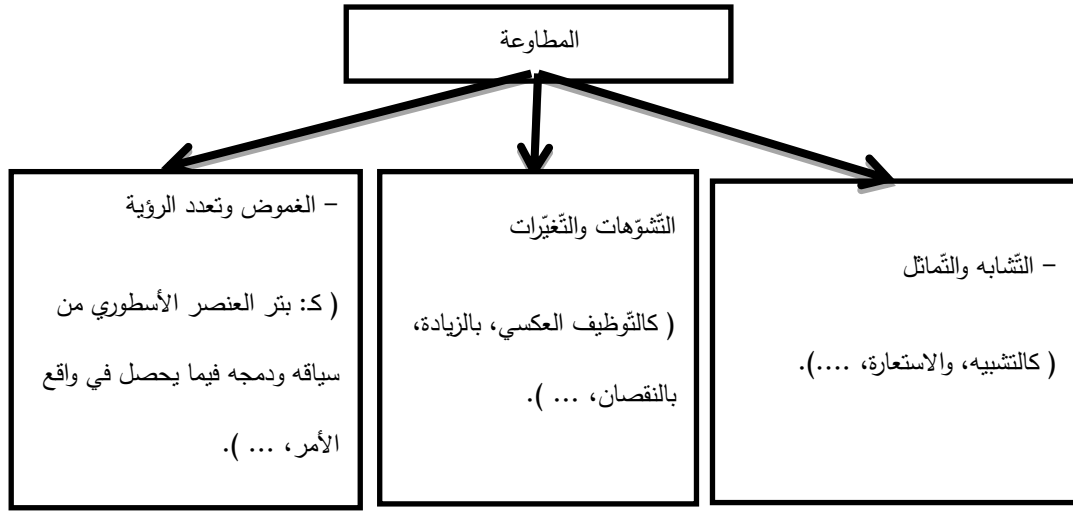 المطاوعة
- التّشابه والتّماثل
( كالتشبيه، والاستعارة، ....).
التّشوّهات والتّغيّرات
( كالتّوظيف العكسي، بالزيادة،
بالنقصان، ... ).
- الغموض وتعدد الرؤية
( كـ: بتر العنصر الأسطوري من
سياقه ودمجه فيما يحصل في واقع
الأمر، ... ).